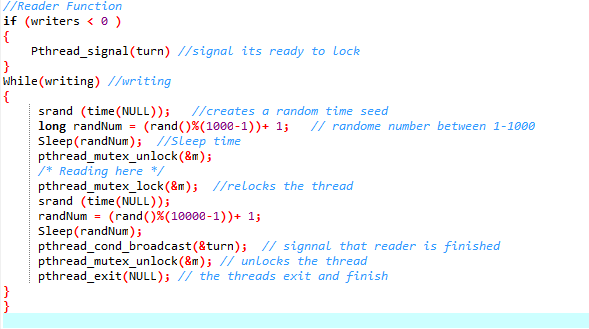 //Reader Function
if (writers < 0 )
{
Pthread_signal(turn) //signal its ready to lock
}
While(writing) //writing
{
srand (time(NULL)); //creates a random time seed
long randNum = (rand()%(1000-1))+ 1; // randome number between 1-1000
Sleep(randNum); //Sleep time
pthread_mutex_unlock(&m);
/* Reading here */
pthread_mutex_lock(&m); //relocks the thread
srand (time(NULL));
randNum = (rand()%(10000-1))+ 1;
Sleep(randNum);
pthread_cond_broadcast(&turn); // signnal that reader is finished
pthread_mutex_unlock(&m); // unlocks the thread
pthread_exit(NULL); // the threads exit and finish
}
}